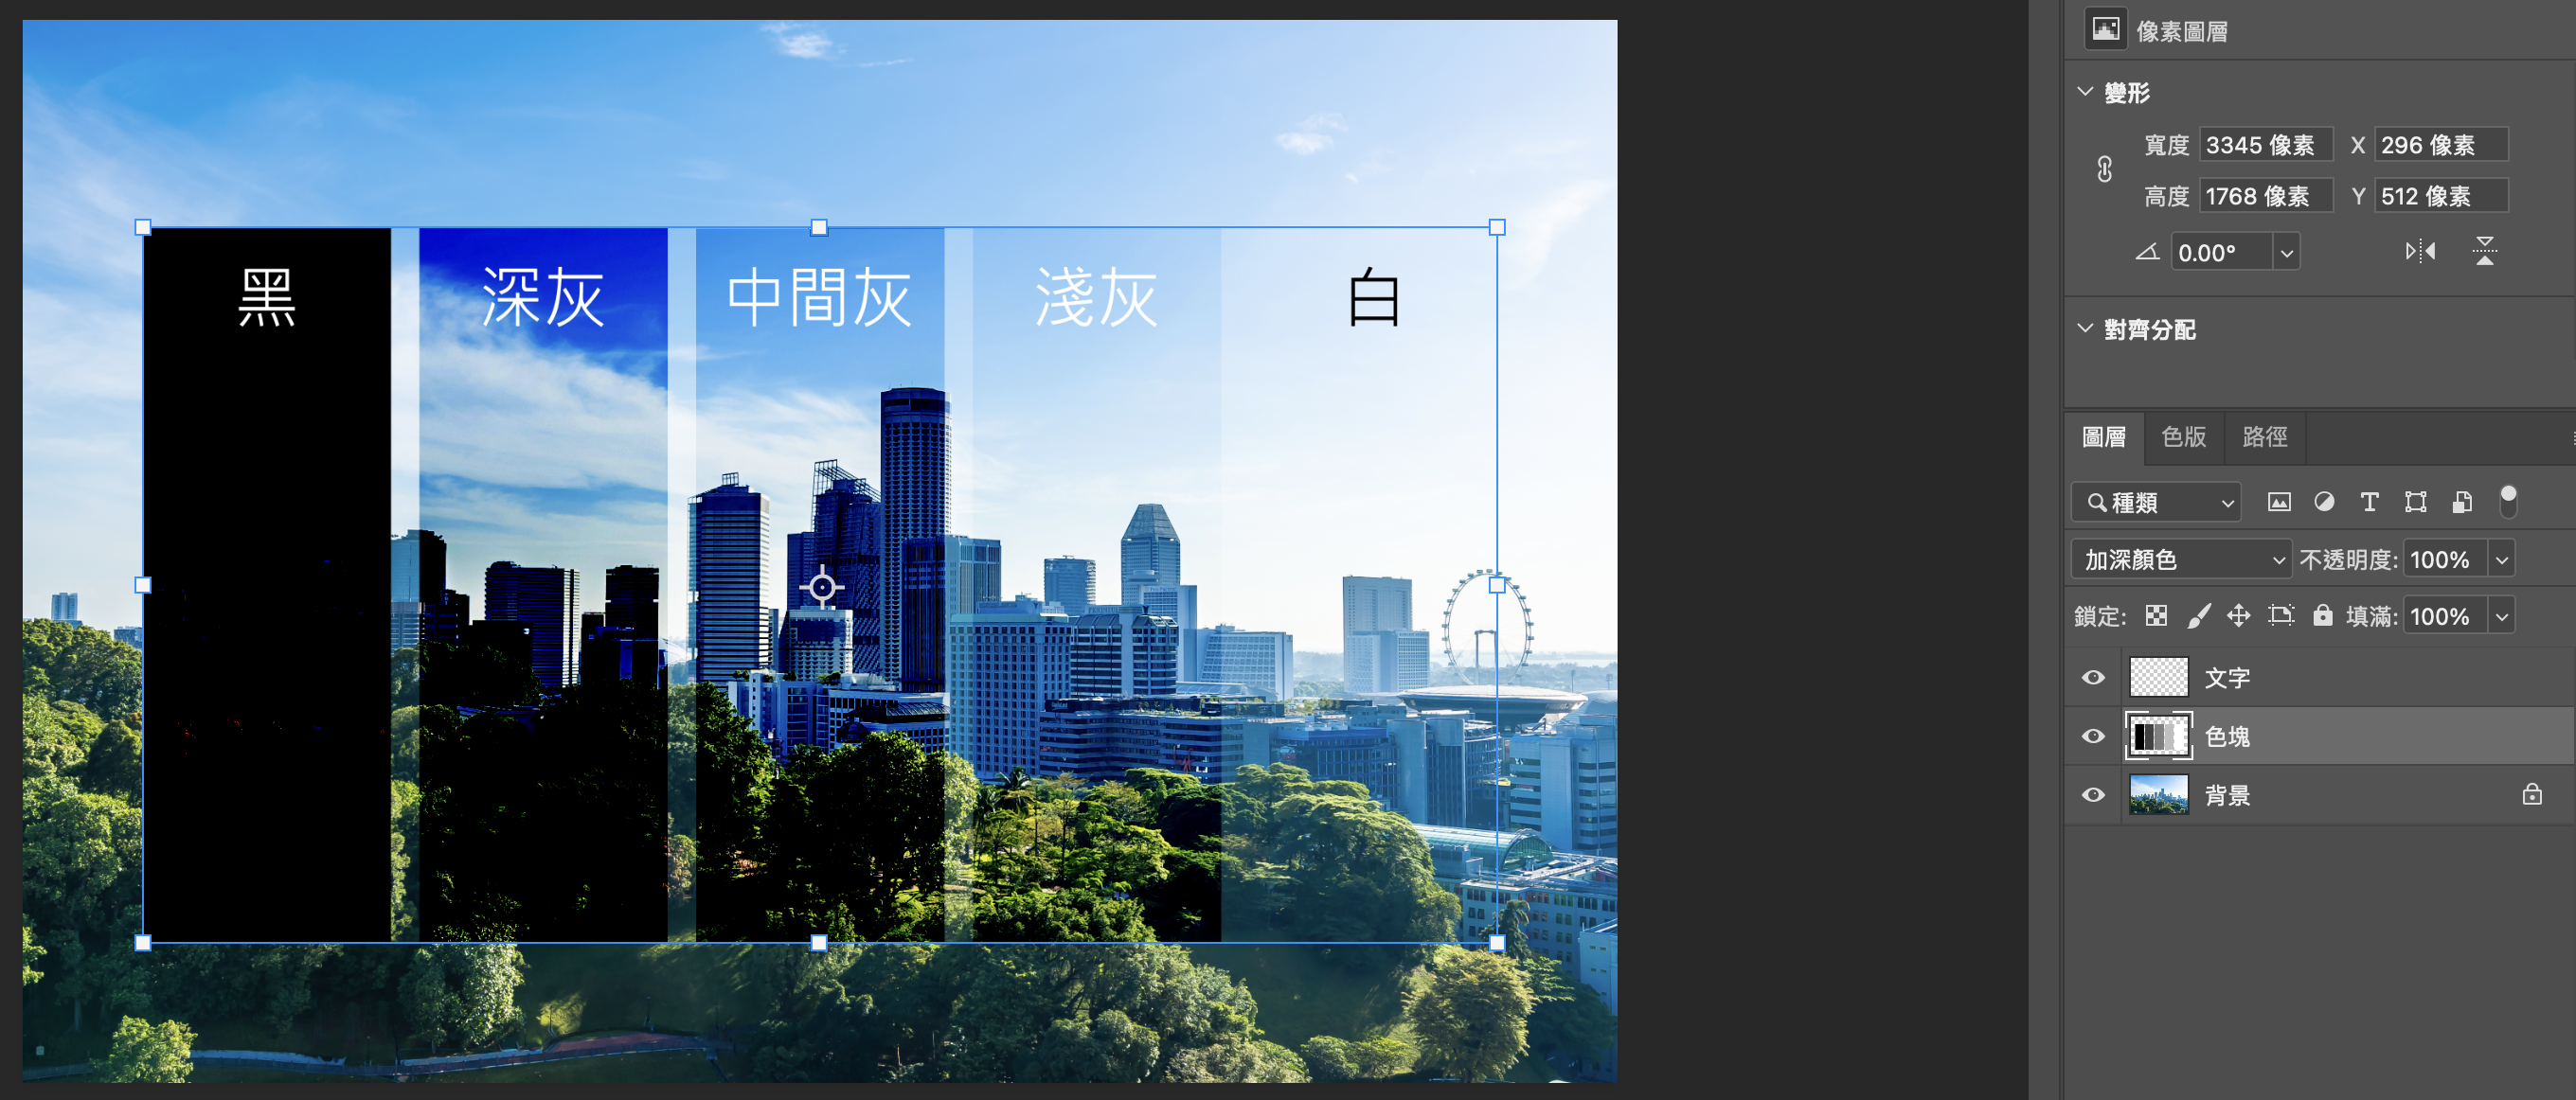 黑
深灰
中間灰
淺灰
白
像素圖層
變形
寬度 3345 像素 X 296 像素
高度 1768 像素 Y 512 像素
0.00°
對齊分配
圖層 色版 路徑
種類
加深顏色 不透明度: 100%
鎖定: 填滿: 100%
文字
色塊
背景